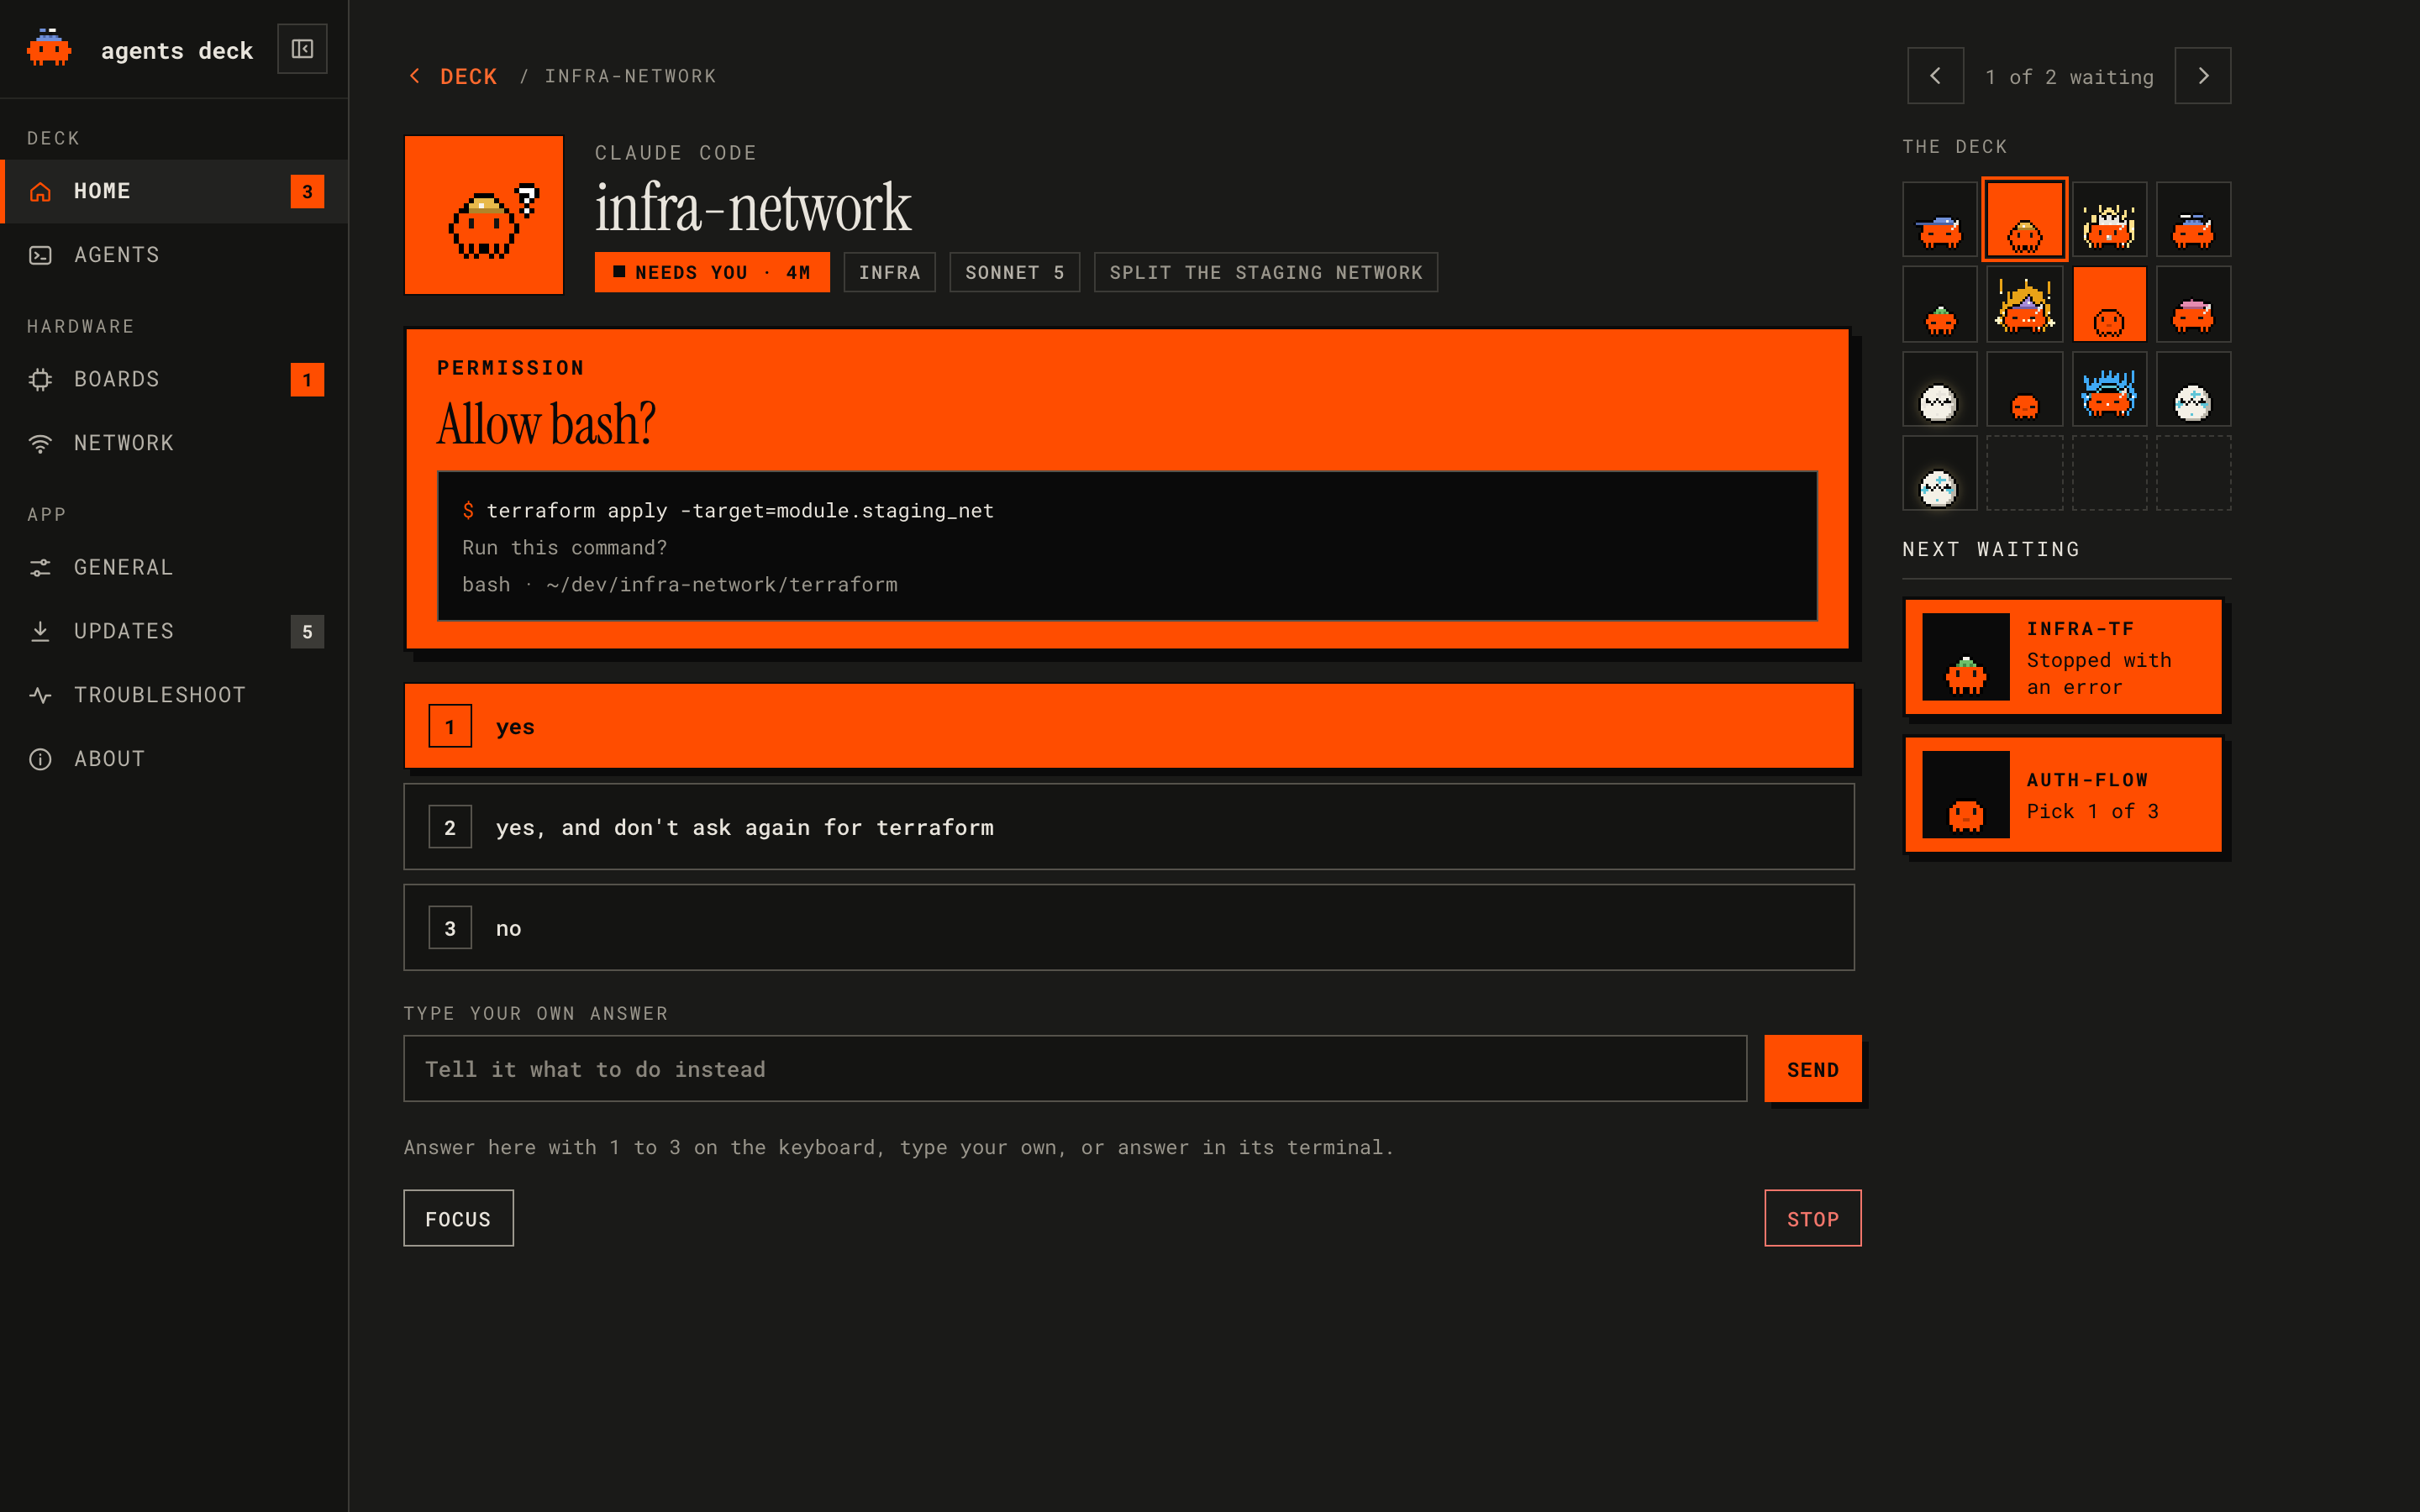 agents deck
DECK
HOME 3
AGENTS
HARDWARE
BOARDS 1
NETWORK
APP
GENERAL
UPDATES 5
TROUBLESHOOT
ABOUT
DECK / INFRA-NETWORK
CLAUDE CODE
infra-network
NEEDS YOU · 4M
INFRA
SONNET 5
SPLIT THE STAGING NETWORK
PERMISSION
Allow bash?
$ terraform apply -target=module.staging_net
Run this command?
bash · ~/dev/infra-network/terraform
1 yes
2 yes, and don't ask again for terraform
3 no
TYPE YOUR OWN ANSWER
Tell it what to do instead
SEND
Answer here with 1 to 3 on the keyboard, type your own, or answer in its terminal.
FOCUS
STOP
1 of 2 waiting
THE DECK
NEXT WAITING
INFRA-TF
Stopped with
an error
AUTH-FLOW
Pick 1 of 3